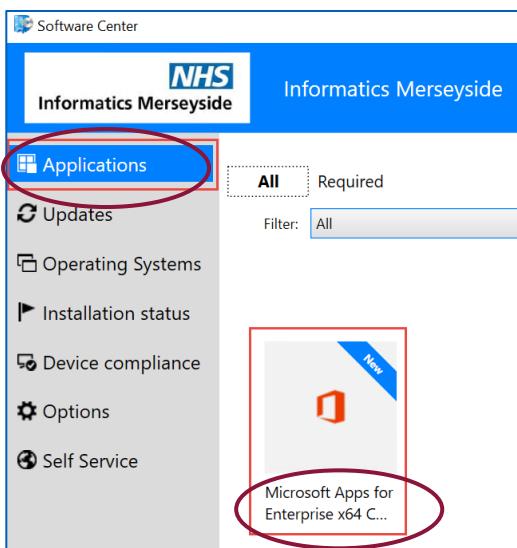 Software Center
NHS
Informatics Merseyside
Informatics Merseyside
Applications
Updates
Operating Systems
Installation status
Device compliance
Options
Self Service
All Required
Filter: All
New
Microsoft Apps for
Enterprise x64 C...